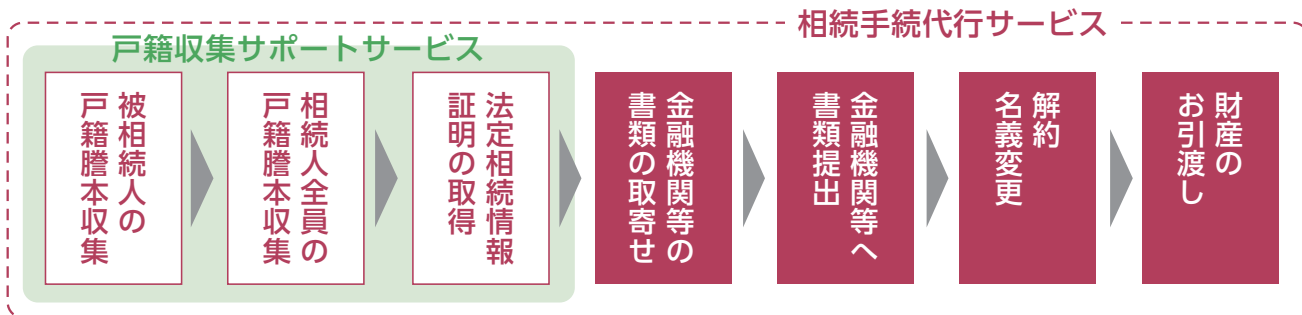 相続手続代行サービス
戸籍収集サポートサービス
被相続人の
戸籍謄本収集
相続人全員の
戸籍謄本収集
法定相続情報
証明の取得
金融機関等の
書類の取寄せ
金融機関等へ
書類提出
解約
名義変更
財産の
お引渡し